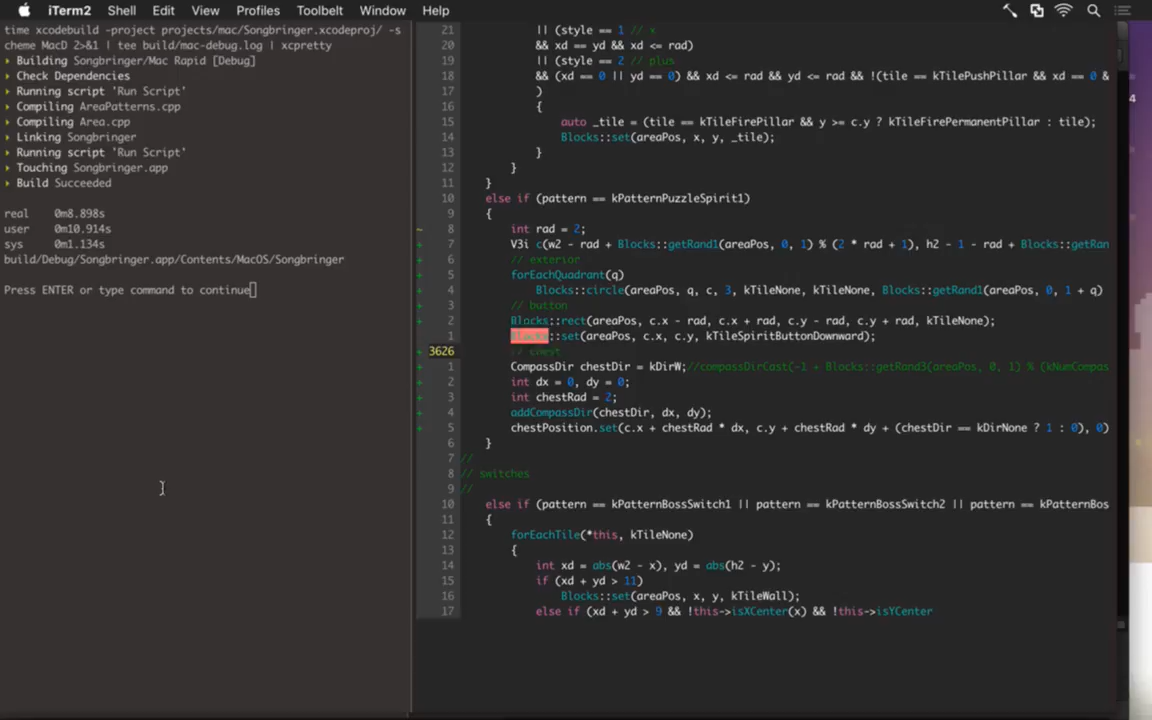 iTerm2 Shell Edit View Profiles Toolbelt Window Help
time xcodebuild -project projects/mac/Songbringer.xcodeproj/ -s
cheme MacD 2>&1 | tee build/mac-debug.log | xcpretty
Building Songbringer/Mac Rapid [Debug]
Check Dependencies
Running script 'Run Script'
Compiling AreaPatterns.cpp
Compiling Area.cpp
Linking Songbringer
Running script 'Run Script'
Touching Songbringer.app
Build Succeeded
real 0m8.898s
user 0m10.914s
sys 0m1.134s
build/Debug/Songbringer.app/Contents/MacOS/Songbringer
Press ENTER or type command to continue
21 || (style == 1 // x
20 && xd == yd && xd <= rad)
19 || (style == 2 // plus
18 && (xd == 0 || yd == 0) && xd <= rad && yd <= rad && !(tile == kTilePushPillar && xd == 0 &
17 )
16 {
15 auto _tile = (tile == kTileFirePillar && y >= c.y ? kTileFirePermanentPillar : tile);
14 Blocks::set(areaPos, x, y, _tile);
13 }
12 }
11 }
10 else if (pattern == kPatternPuzzleSpirit1)
9 {
~ 8 int rad = 2;
+ 7 V3i c(w2 - rad + Blocks::getRand1(areaPos, 0, 1) % (2 * rad + 1), h2 - 1 - rad + Blocks::getRan
+ 6 // exterior
+ 5 forEachQuadrant(q)
+ 4 Blocks::circle(areaPos, q, c, 3, kTileNone, kTileNone, Blocks::getRand1(areaPos, 0, 1 + q)
+ 3 // button
+ 2 Blocks::rect(areaPos, c.x - rad, c.x + rad, c.y - rad, c.y + rad, kTileNone);
1 Blocks::set(areaPos, c.x, c.y, kTileSpiritButtonDownward);
+ 3626 // chest
+ 1 CompassDir chestDir = kDirW;//compassDirCast(-1 + Blocks::getRand3(areaPos, 0, 1) % (kNumCompas
+ 2 int dx = 0, dy = 0;
+ 3 int chestRad = 2;
+ 4 addCompassDir(chestDir, dx, dy);
+ 5 chestPosition.set(c.x + chestRad * dx, c.y + chestRad * dy + (chestDir == kDirNone ? 1 : 0), 0)
6 }
7 //
8 // switches
9 //
10 else if (pattern == kPatternBossSwitch1 || pattern == kPatternBossSwitch2 || pattern == kPatternBos
11 {
12 forEachTile(*this, kTileNone)
13 {
14 int xd = abs(w2 - x), yd = abs(h2 - y);
15 if (xd + yd > 11)
16 Blocks::set(areaPos, x, y, kTileWall);
17 else if (xd + yd > 9 && !this->isXCenter(x) && !this->isYCenter
4